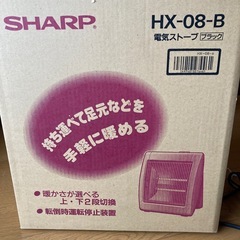 SHARP
HX-08-B
電気ストーブ ブラック
HX-08-B
持ち運べて足元などを
手軽に暖める
●暖かさが選べる
上・下2段切換
●転倒時運転停止装置